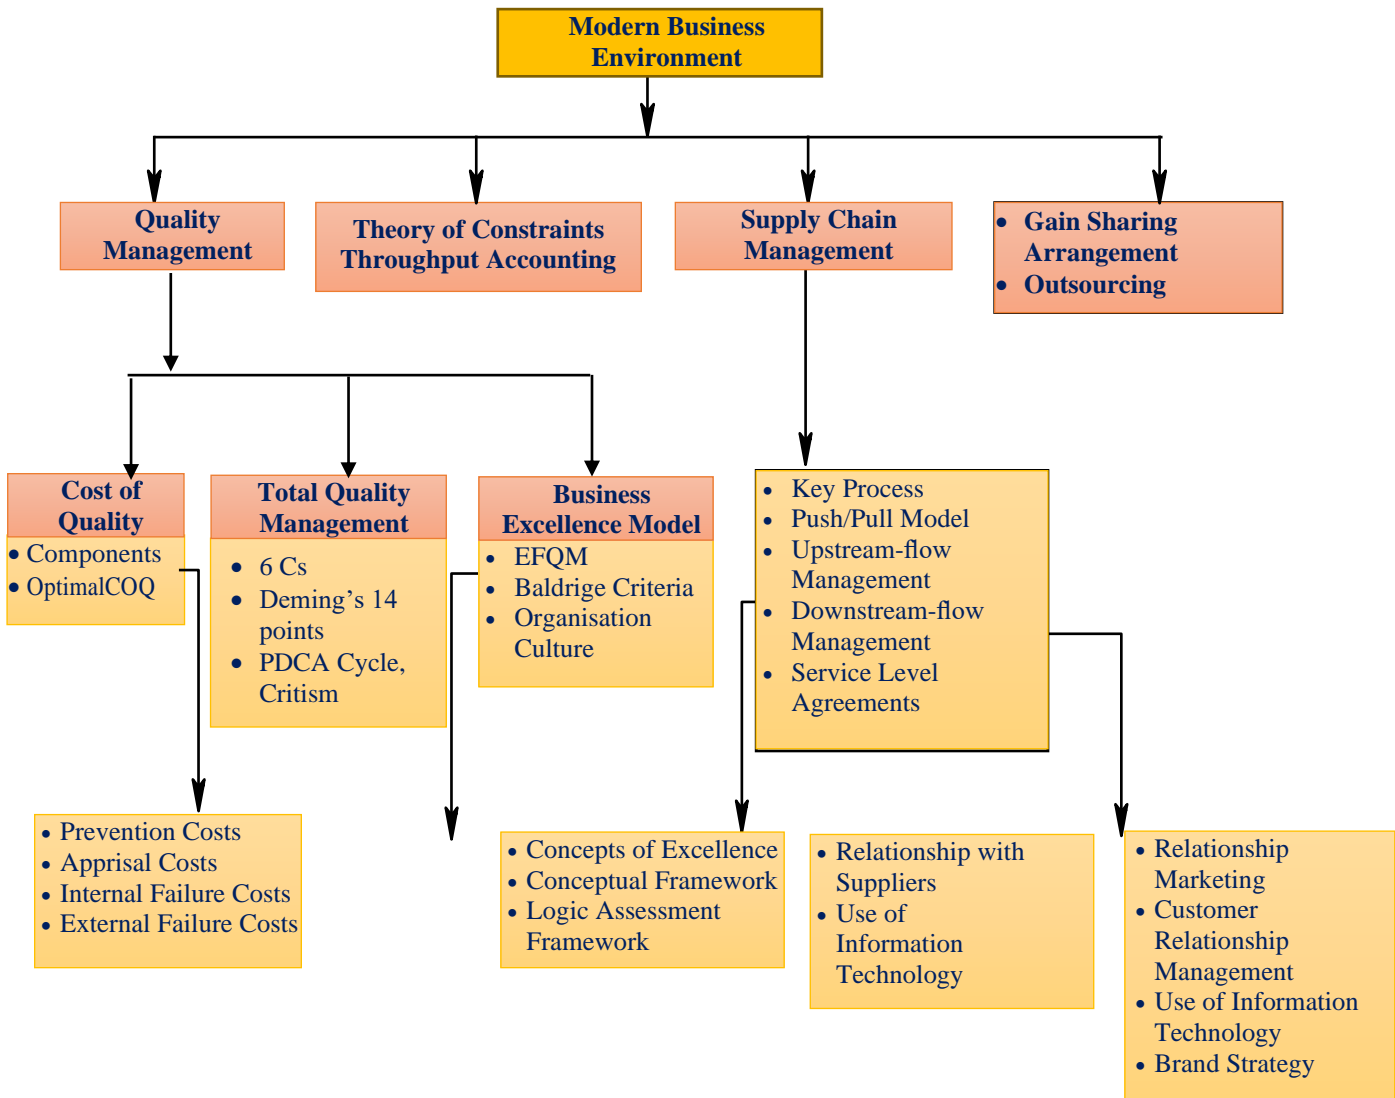 Modern Business
Environment
Quality
Management
Theory of Constraints
Throughput Accounting
Supply Chain
Management
• Gain Sharing
Arrangement
• Outsourcing
Cost of
Quality
• Components
• OptimalCOQ
Total Quality
Management
• 6 Cs
• Deming’s 14
points
• PDCA Cycle,
Critism
Business
Excellence Model
• EFQM
• Baldrige Criteria
• Organisation
Culture
• Key Process
• Push/Pull Model
• Upstream-flow
Management
• Downstream-flow
Management
• Service Level
Agreements
• Prevention Costs
• Apprisal Costs
• Internal Failure Costs
• External Failure Costs
• Concepts of Excellence
• Conceptual Framework
• Logic Assessment
Framework
• Relationship with
Suppliers
• Use of
Information
Technology
• Relationship
Marketing
• Customer
Relationship
Management
• Use of Information
Technology
• Brand Strategy